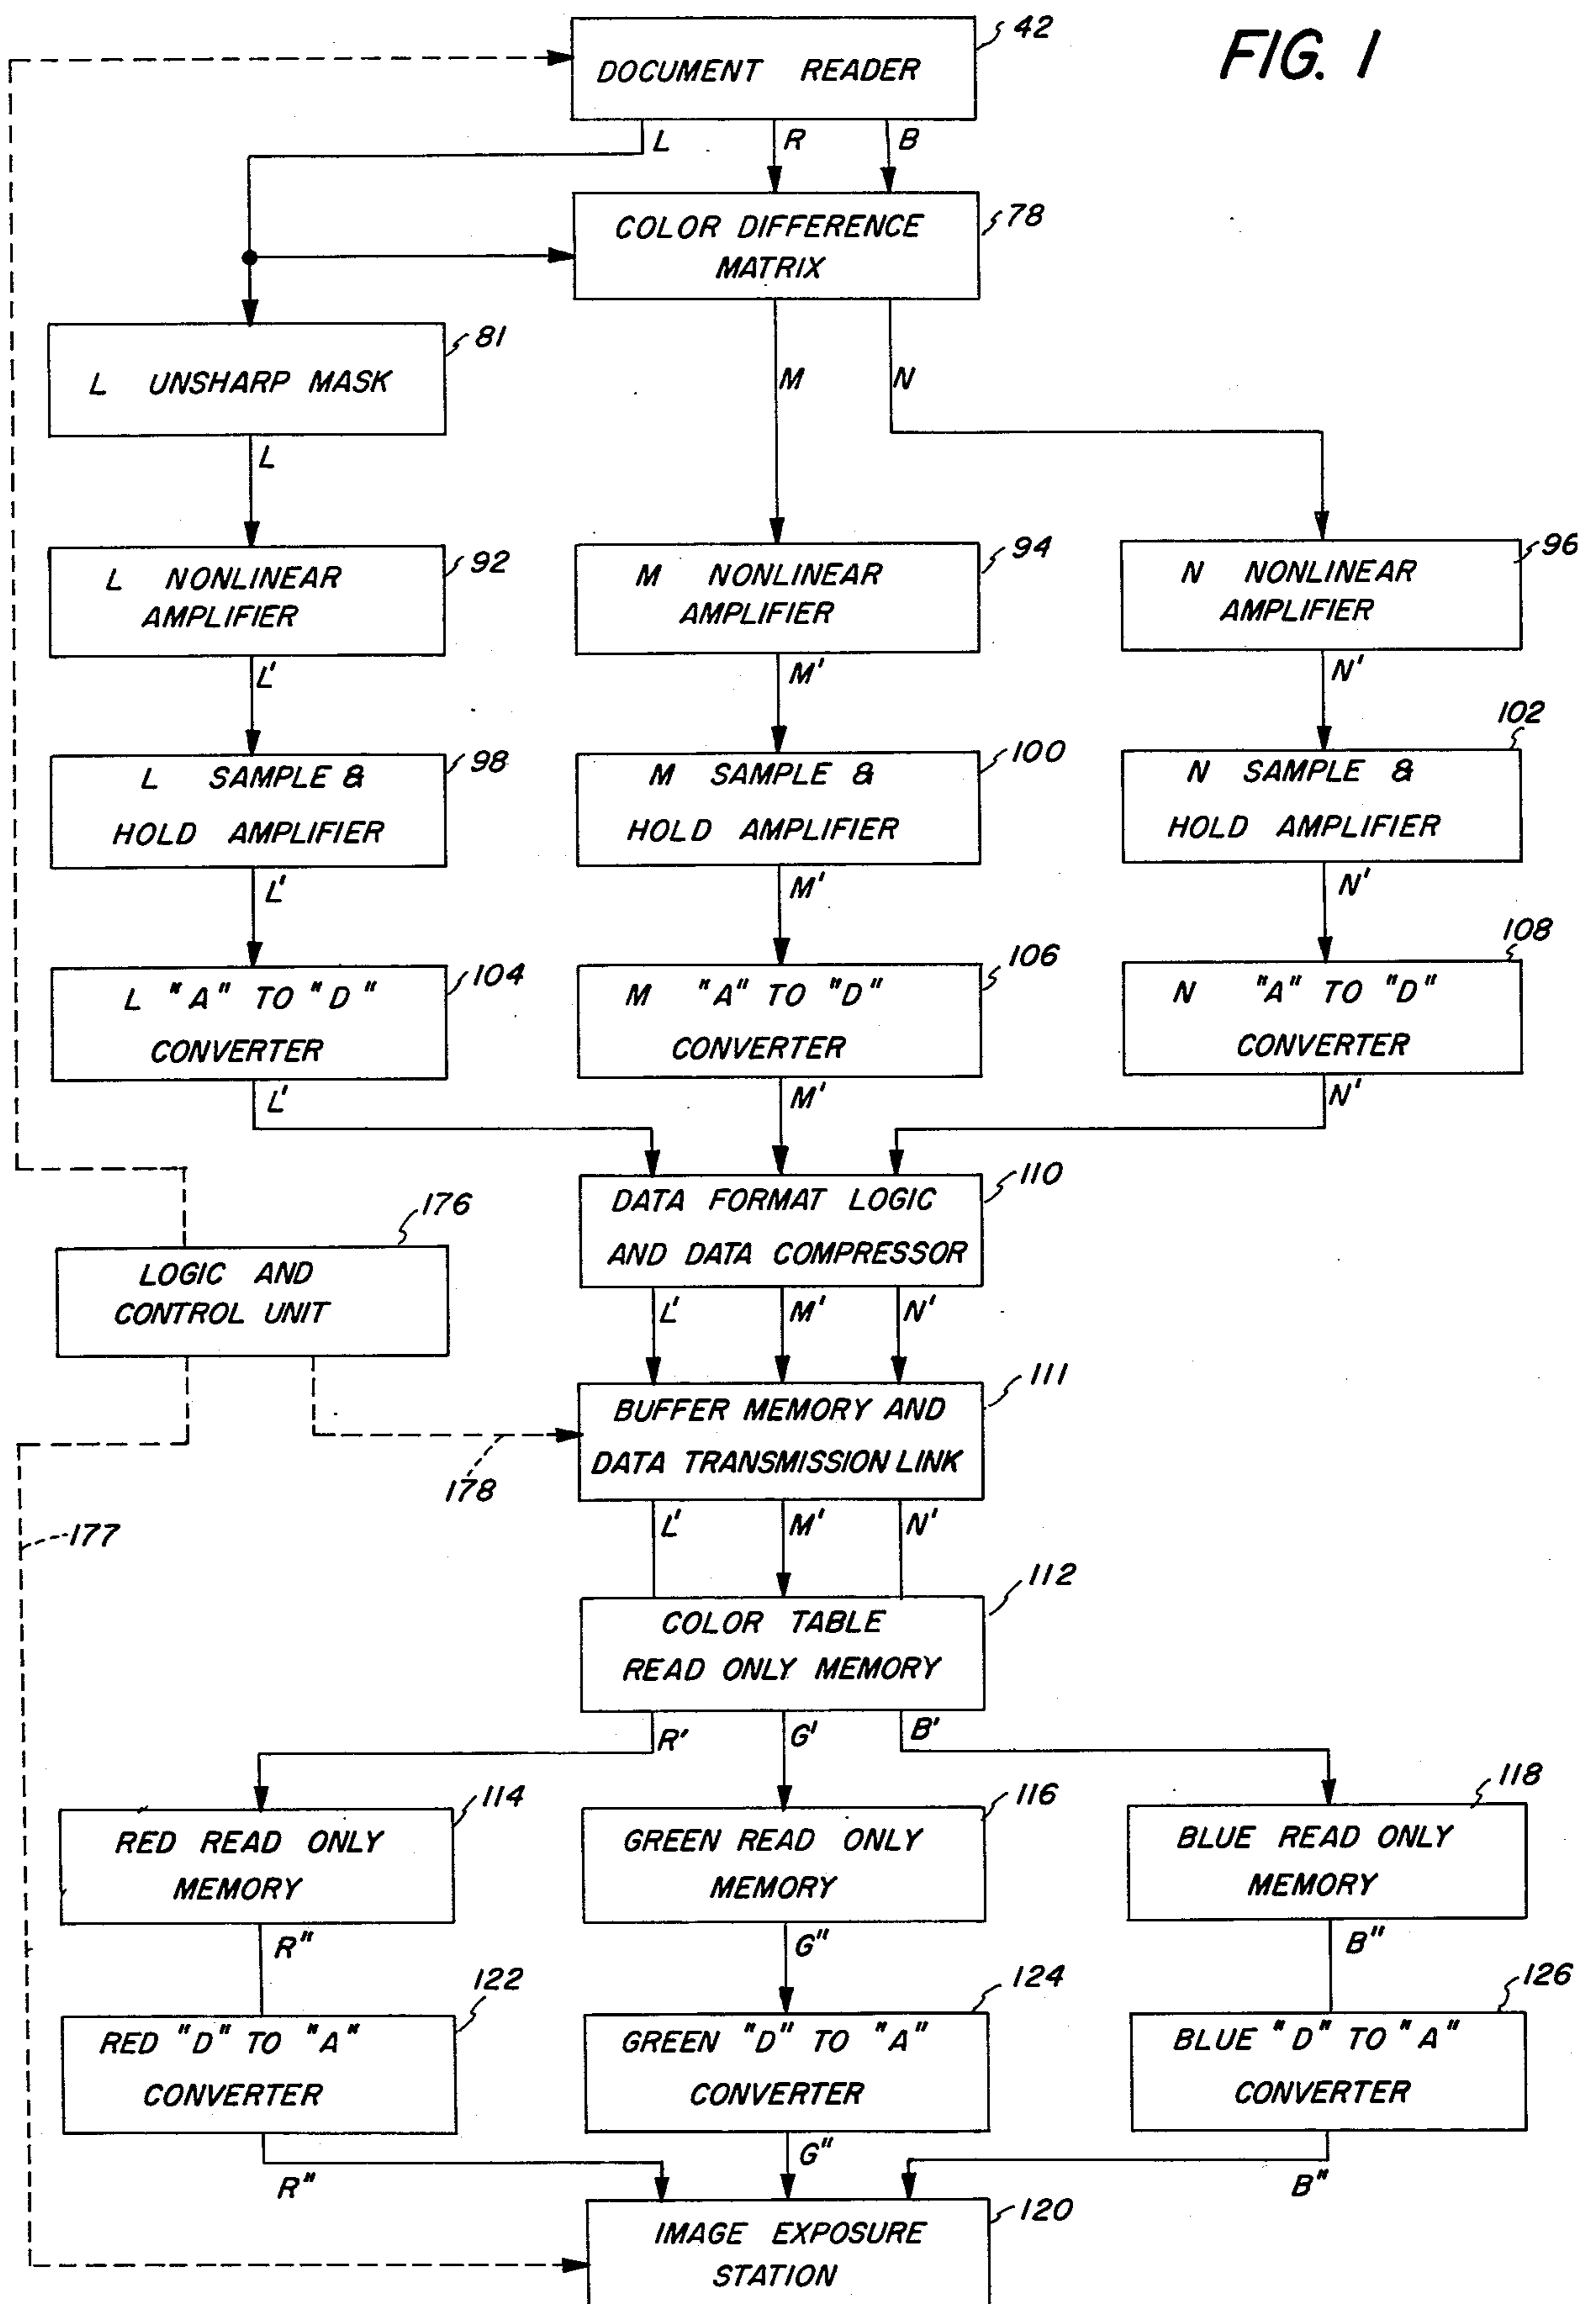 FIG. 1
42
DOCUMENT READER
L R B
78
COLOR DIFFERENCE
MATRIX
81
L UNSHARP MASK
M N
L
92
L NONLINEAR
AMPLIFIER
94
M NONLINEAR
AMPLIFIER
96
N NONLINEAR
AMPLIFIER
L' M' N'
98
L SAMPLE &
HOLD AMPLIFIER
100
M SAMPLE &
HOLD AMPLIFIER
102
N SAMPLE &
HOLD AMPLIFIER
L' M' N'
104
L "A" TO "D"
CONVERTER
106
M "A" TO "D"
CONVERTER
108
N "A" TO "D"
CONVERTER
L' M' N'
110
DATA FORMAT LOGIC
AND DATA COMPRESSOR
176
LOGIC AND
CONTROL UNIT
L' M' N'
111
BUFFER MEMORY AND
DATA TRANSMISSION LINK
178
177
L' M' N'
112
COLOR TABLE
READ ONLY MEMORY
R' G' B'
114
RED READ ONLY
MEMORY
116
GREEN READ ONLY
MEMORY
118
BLUE READ ONLY
MEMORY
R" G" B"
122
RED "D" TO "A"
CONVERTER
124
GREEN "D" TO "A"
CONVERTER
126
BLUE "D" TO "A"
CONVERTER
R" G" B"
120
IMAGE EXPOSURE
STATION